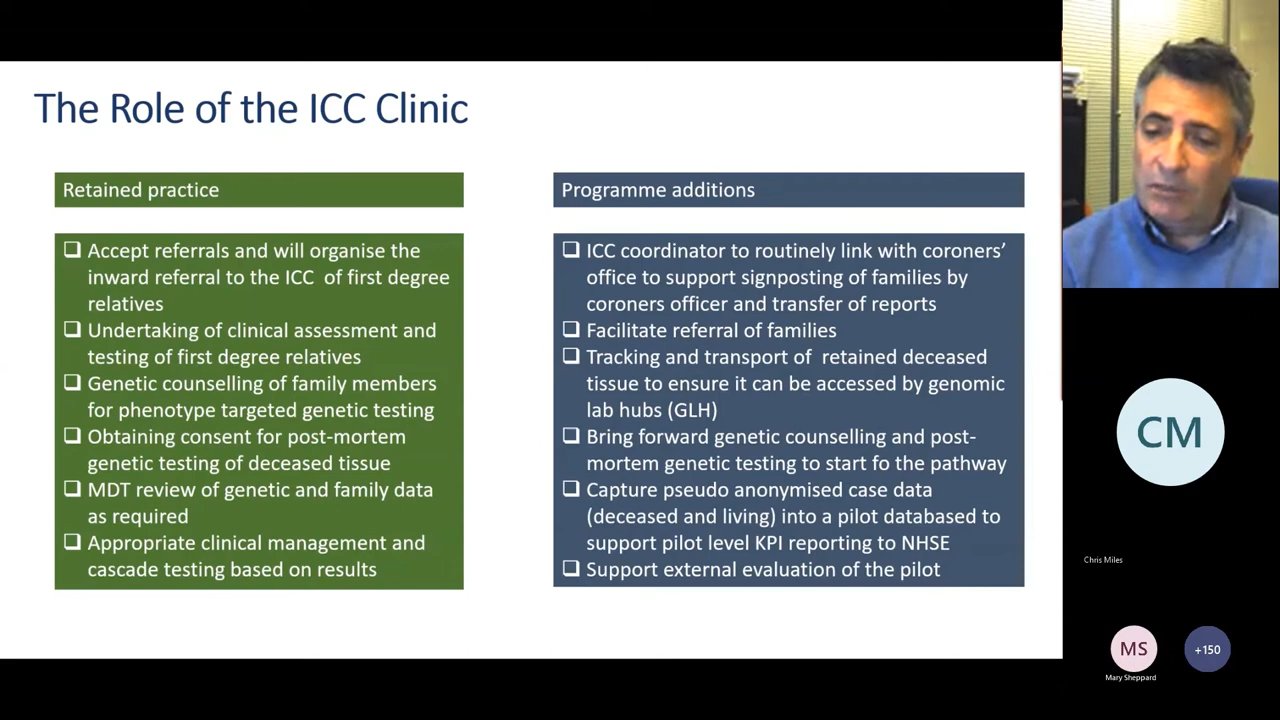 The Role of the ICC Clinic
Retained practice
Accept referrals and will organise the
inward referral to the ICC of first degree
relatives
Undertaking of clinical assessment and
testing of first degree relatives
Genetic counselling of family members
for phenotype targeted genetic testing
Obtaining consent for post-mortem
genetic testing of deceased tissue
MDT review of genetic and family data
as required
Appropriate clinical management and
cascade testing based on results
Programme additions
ICC coordinator to routinely link with coroners’
office to support signposting of families by
coroners officer and transfer of reports
Facilitate referral of families
Tracking and transport of retained deceased
tissue to ensure it can be accessed by genomic
lab hubs (GLH)
Bring forward genetic counselling and post-
mortem genetic testing to start fo the pathway
Capture pseudo anonymised case data
(deceased and living) into a pilot databased to
support pilot level KPI reporting to NHSE
Support external evaluation of the pilot
CM
Chris Miles
MS
Mary Sheppard
+150